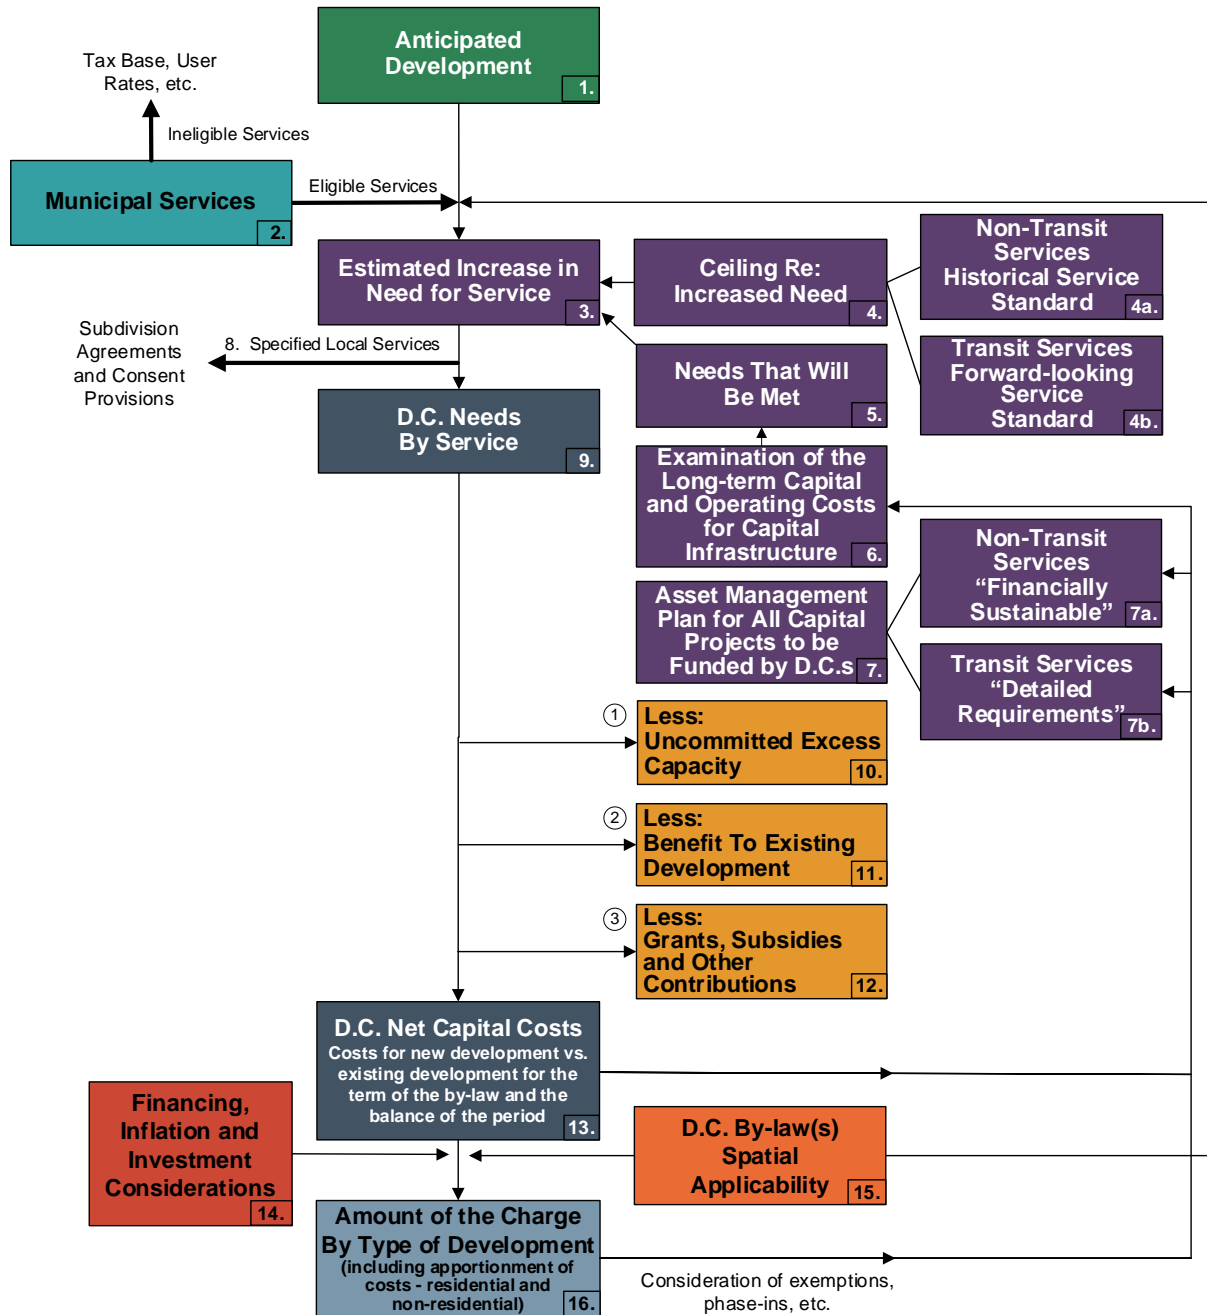 Anticipated
Development
1.
Tax Base, User
Rates, etc.
Ineligible Services
Municipal Services
2.
Eligible Services
Estimated Increase in
Need for Service
3.
Ceiling Re:
Increased Need
4.
Non-Transit
Services
Historical Service
Standard
4a.
Transit Services
Forward-looking
Service
Standard
4b.
Subdivision
Agreements
and Consent
Provisions
8. Specified Local Services
Needs That Will
Be Met
5.
D.C. Needs
By Service
9.
Examination of the
Long-term Capital
and Operating Costs
for Capital
Infrastructure
6.
Asset Management
Plan for All Capital
Projects to be
Funded by D.C.s
7.
Non-Transit
Services
“Financially
Sustainable”
7a.
Transit Services
“Detailed
Requirements”
7b.
1
Less:
Uncommitted Excess
Capacity
10.
2
Less:
Benefit To Existing
Development
11.
3
Less:
Grants, Subsidies
and Other
Contributions
12.
D.C. Net Capital Costs
Costs for new development vs.
existing development for the
term of the by-law and the
balance of the period
13.
Financing,
Inflation and
Investment
Considerations
14.
D.C. By-law(s)
Spatial
Applicability
15.
Amount of the Charge
By Type of Development
(including apportionment of
costs - residential and
non-residential)
16.
Consideration of exemptions,
phase-ins, etc.